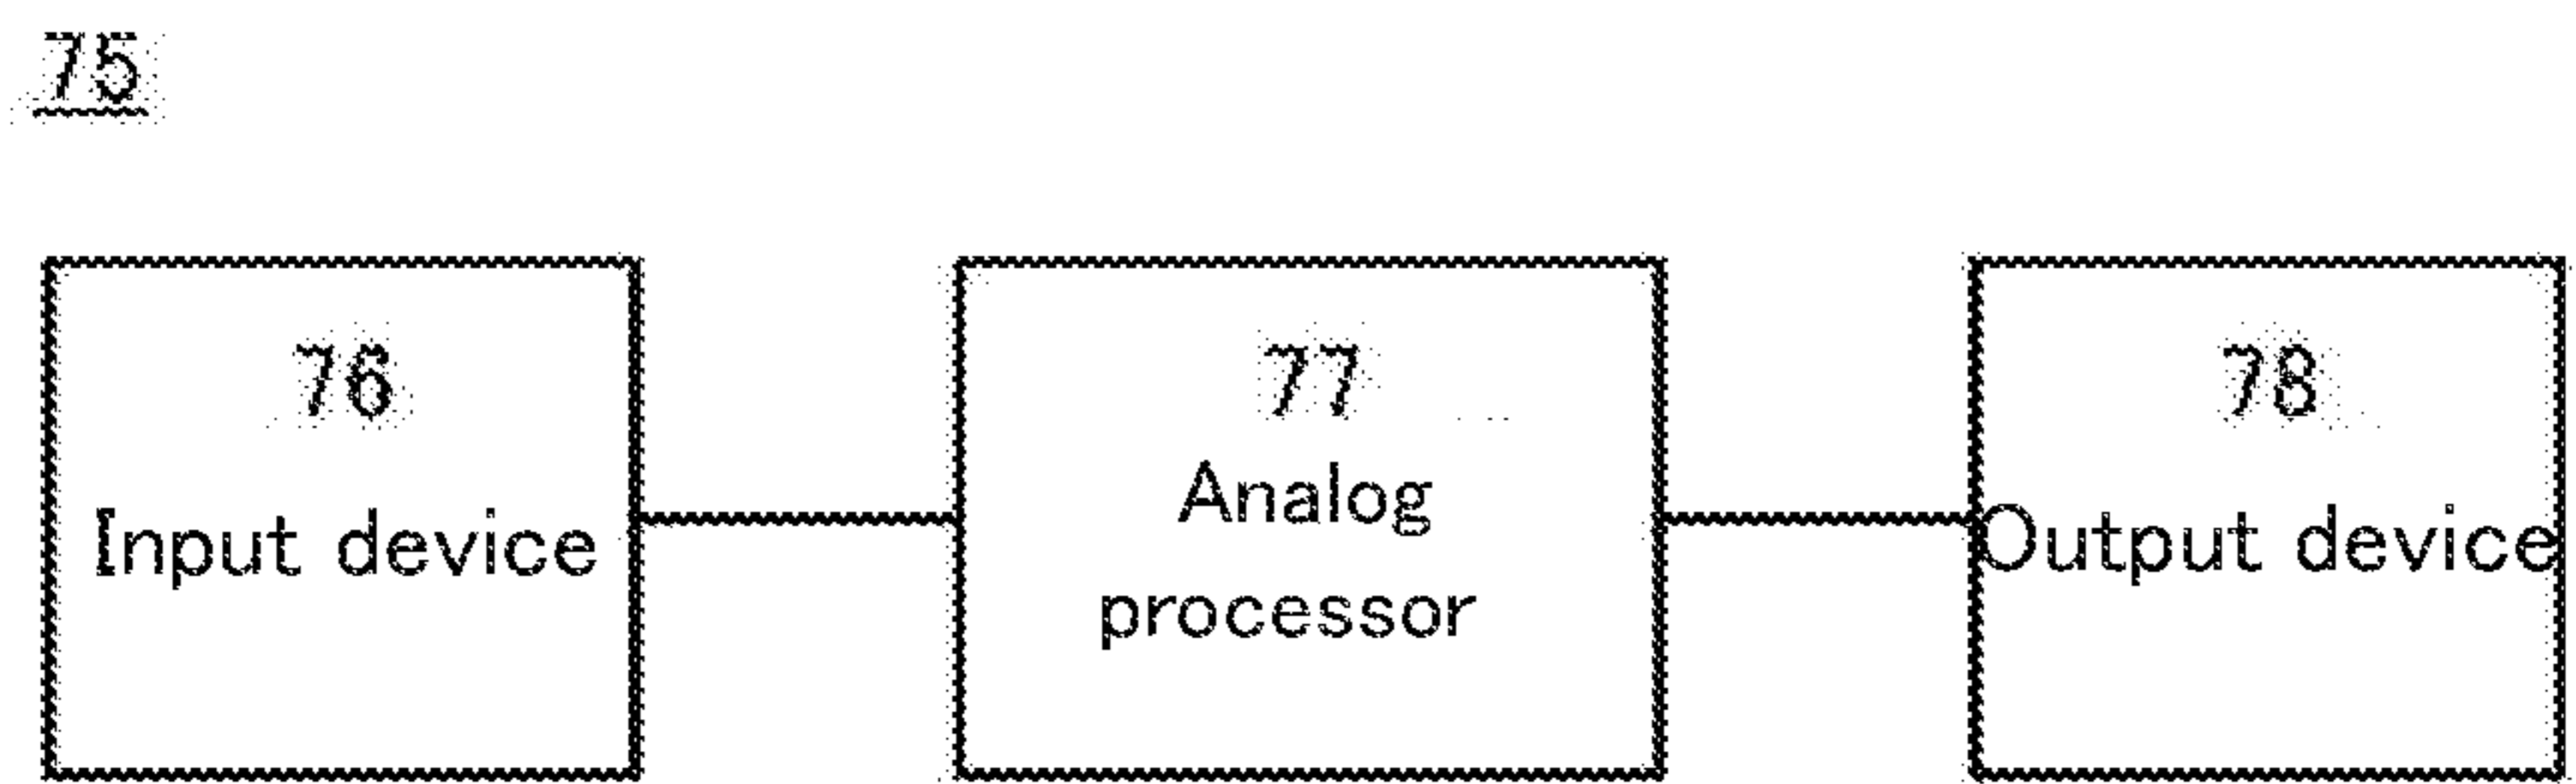 75
76
Input device
77
Analog
processor
78
Output device